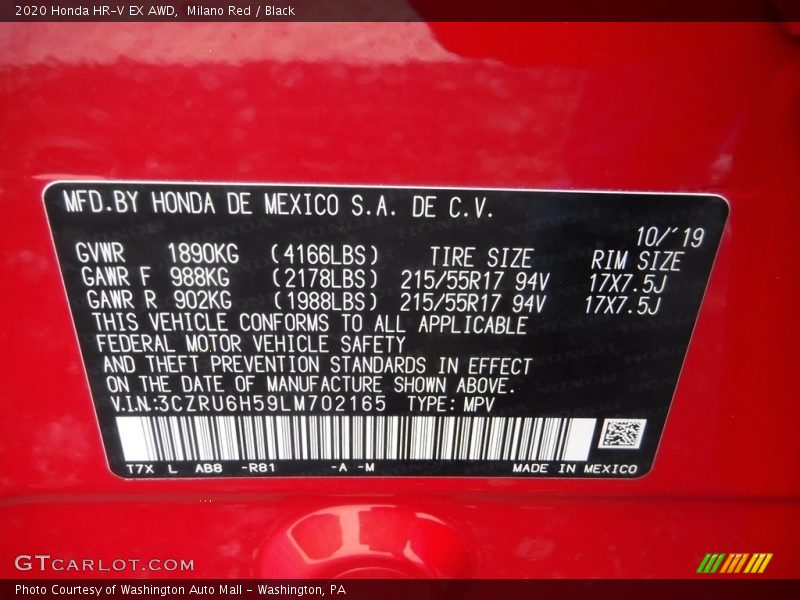 2020 Honda HR-V EX AWD,  Milano Red / Black
MFD.BY HONDA DE MEXICO S.A. DE C.V.
10/'19
GVWR 1890KG (4166LBS) TIRE SIZE RIM SIZE
GAWR F 988KG (2178LBS) 215/55R17 94V 17X7.5J
GAWR R 902KG (1988LBS) 215/55R17 94V 17X7.5J
THIS VEHICLE CONFORMS TO ALL APPLICABLE
FEDERAL MOTOR VEHICLE SAFETY
AND THEFT PREVENTION STANDARDS IN EFFECT
ON THE DATE OF MANUFACTURE SHOWN ABOVE.
V.I.N.:3CZRU6H59LM702165 TYPE: MPV
T7X L AB8 -R81 -A -M MADE IN MEXICO
GTCARLOT.COM
Photo Courtesy of Washington Auto Mall - Washington, PA